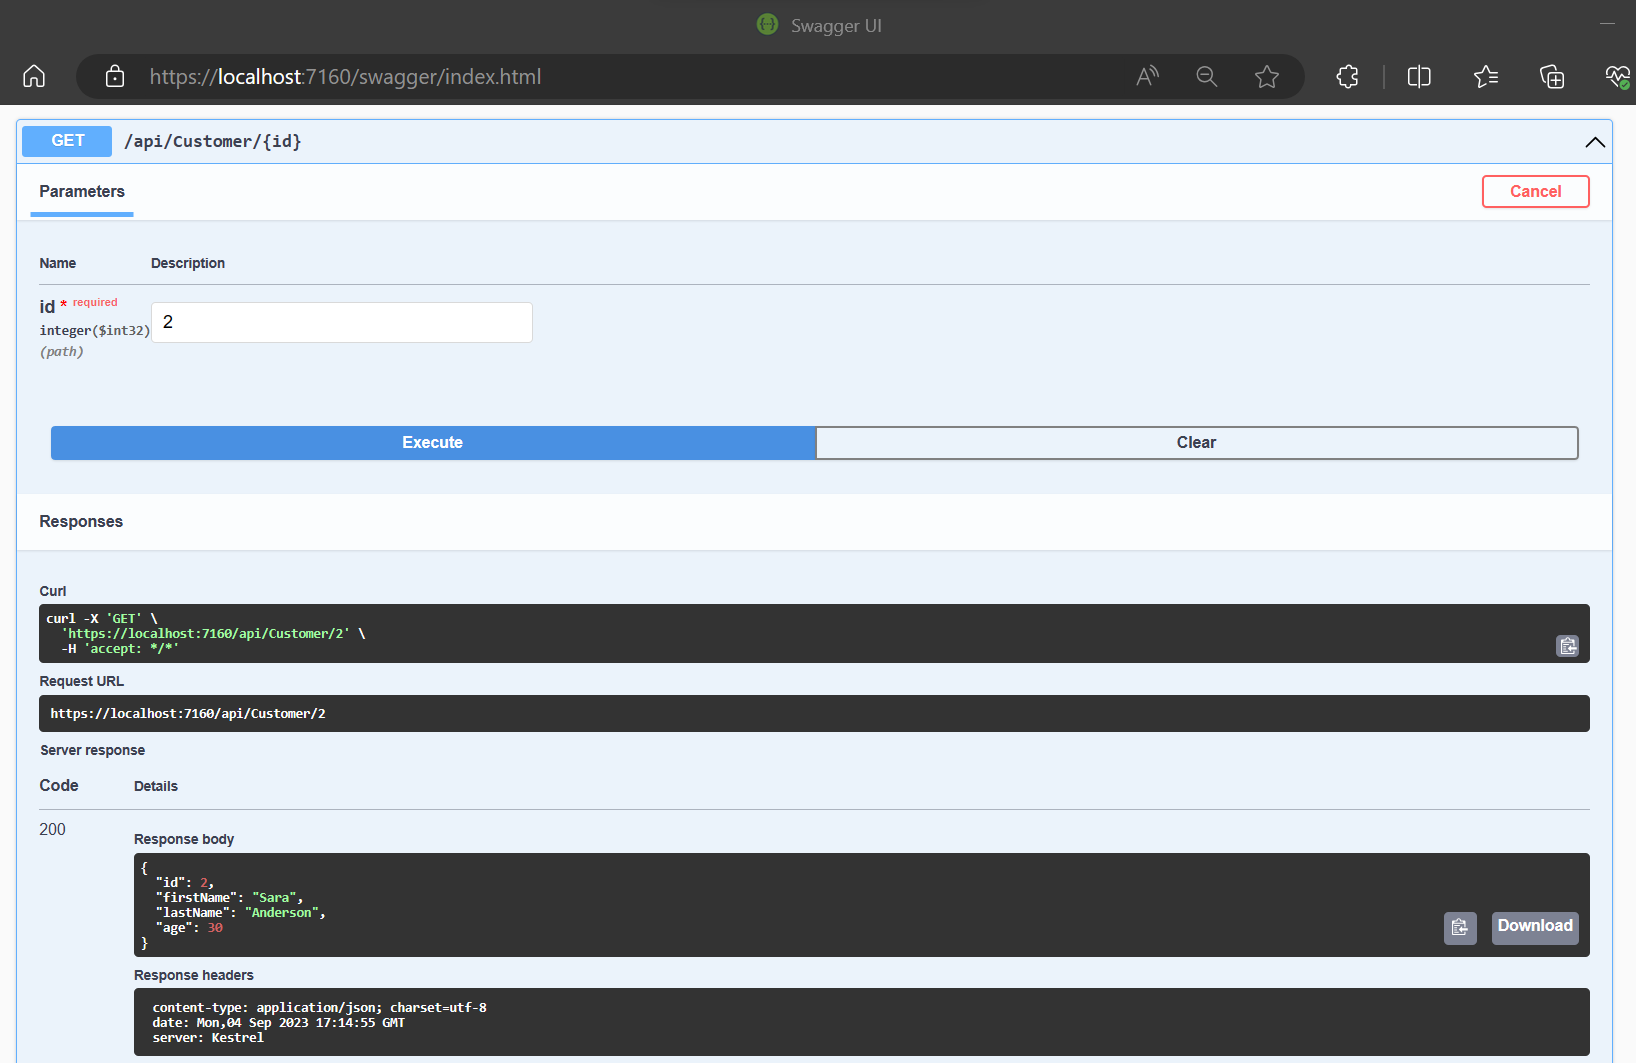 Swagger UI
https://localhost:7160/swagger/index.html
GET /api/Customer/{id}
Parameters
Cancel
Name Description
id * required
integer($int32)
(path)
2
Execute
Clear
Responses
Curl
curl -X 'GET' \
'https://localhost:7160/api/Customer/2' \
-H 'accept: */*'
Request URL
https://localhost:7160/api/Customer/2
Server response
Code Details
200
Response body
{
"id": 2,
"firstName": "Sara",
"lastName": "Anderson",
"age": 30
}
Download
Response headers
content-type: application/json; charset=utf-8
date: Mon,04 Sep 2023 17:14:55 GMT
server: Kestrel